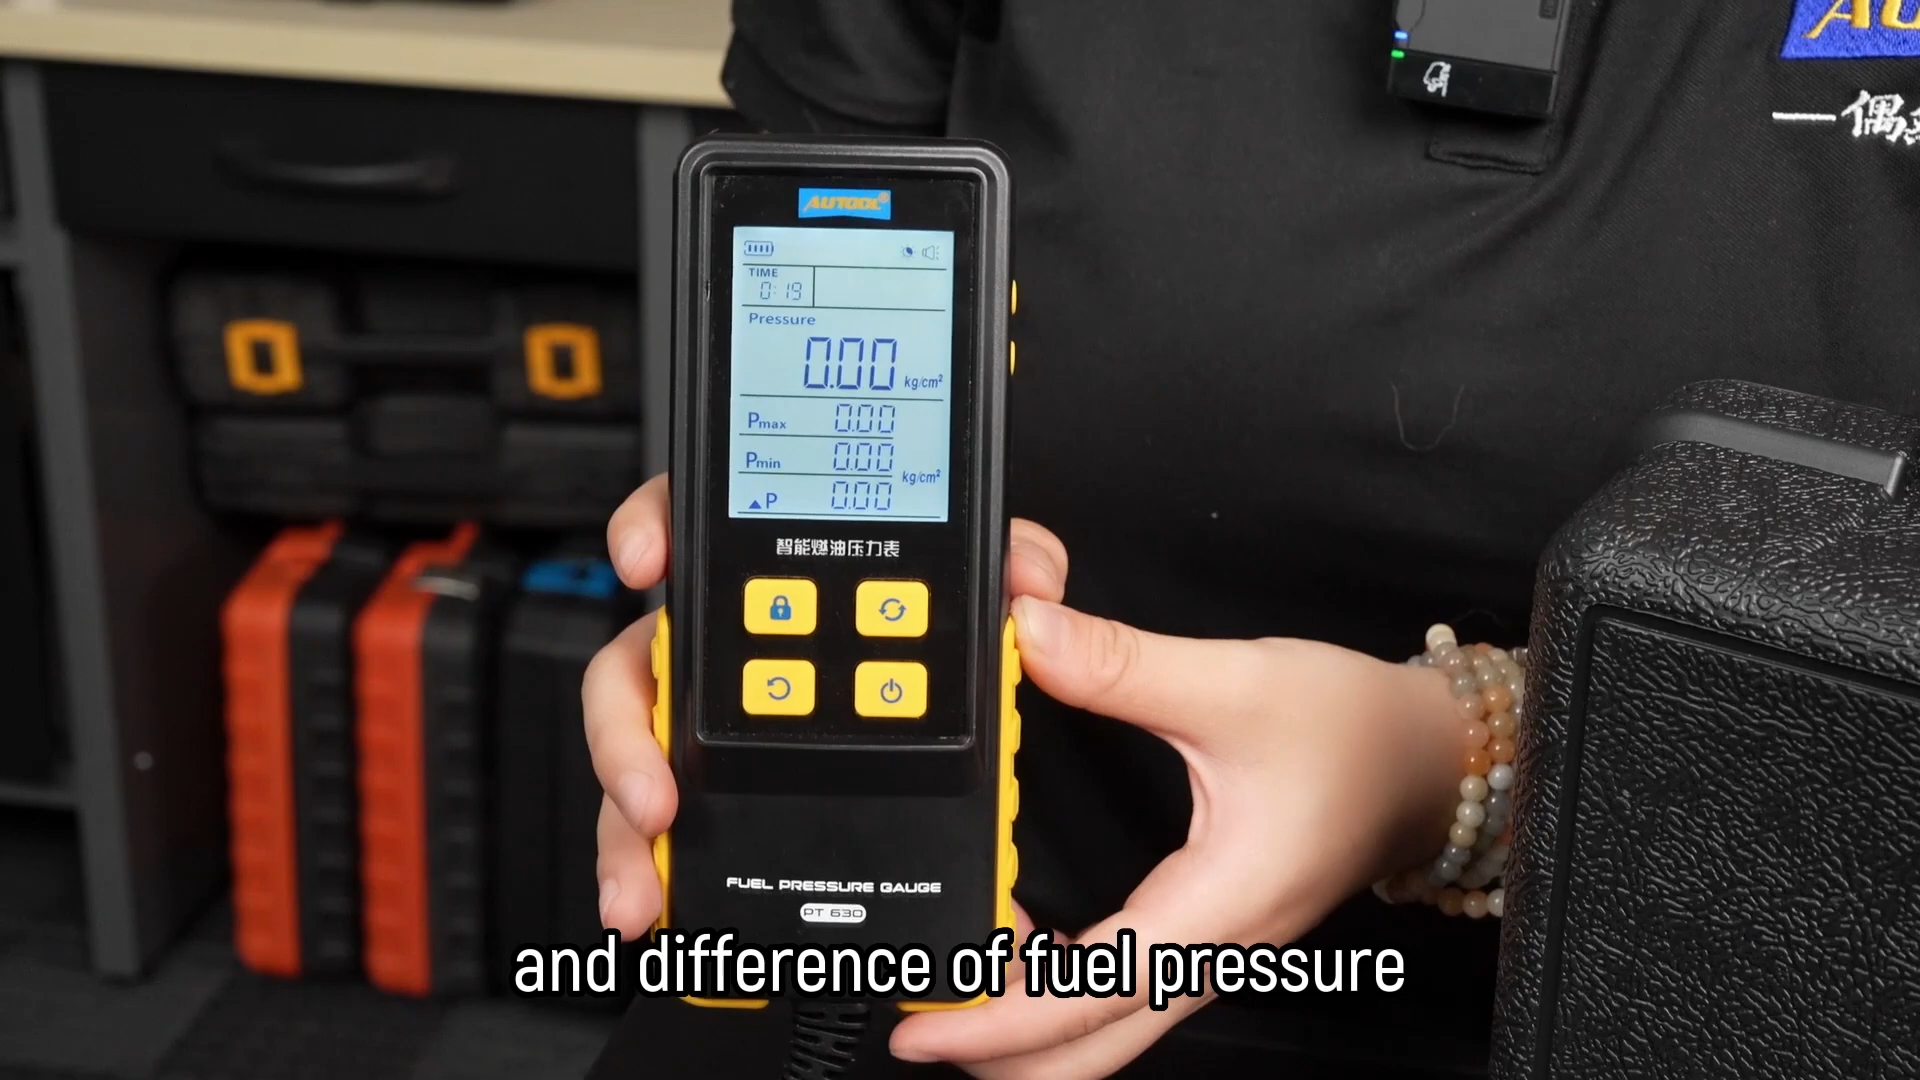 AUTOOL®
TIME
0:19
Pressure
0.00 kg/cm²
Pmax 0.00
Pmin 0.00 kg/cm²
▲P 0.00
智能燃油压力表
FUEL PRESSURE GAUGE
PT 630
and difference of fuel pressure